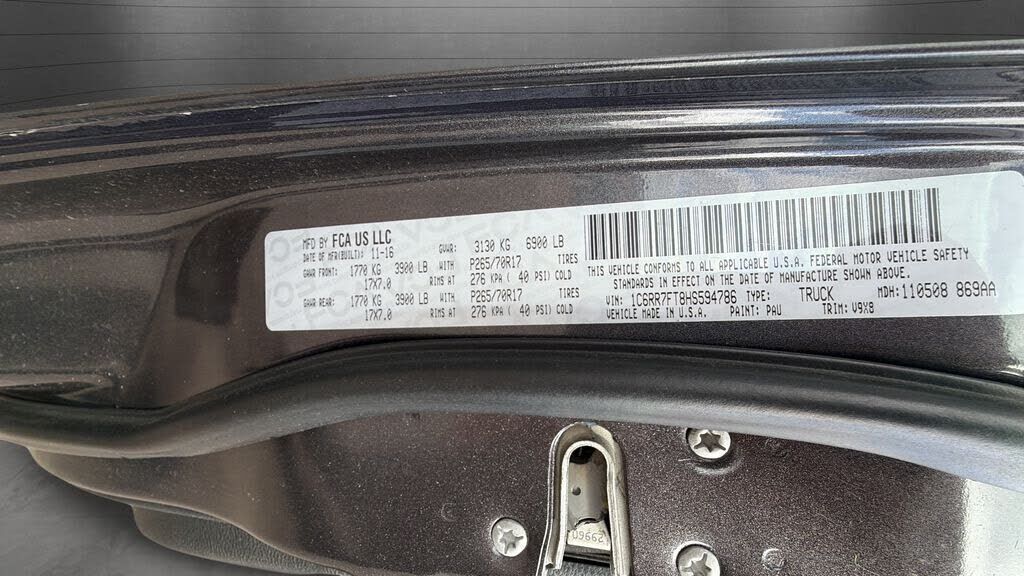 MFD BY FCA US LLC
DATE OF MFR(BUILT): 11-16 GVWR: 3130 KG 6900 LB
GAWR FRONT: 1770 KG 3900 LB WITH P265/70R17 TIRES
17X7.0 RIMS AT 276 KPA ( 40 PSI) COLD
GAWR REAR: 1770 KG 3900 LB WITH P265/70R17 TIRES
17X7.0 RIMS AT 276 KPA ( 40 PSI) COLD
THIS VEHICLE CONFORMS TO ALL APPLICABLE U.S.A. FEDERAL MOTOR VEHICLE SAFETY
STANDARDS IN EFFECT ON THE DATE OF MANUFACTURE SHOWN ABOVE.
VIN: 1C6RR7FT8HS594786 TYPE: TRUCK MDH: 110508 869AA
VEHICLE MADE IN U.S.A. PAINT: PAU TRIM: V9X8